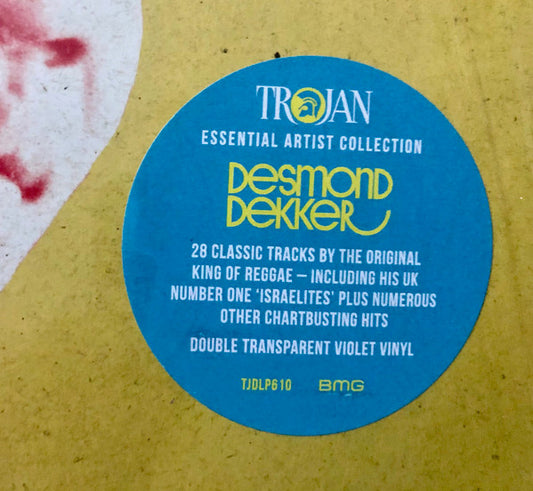 TROJAN
ESSENTIAL ARTIST COLLECTION
DESMOND
DEKKER
28 CLASSIC TRACKS BY THE ORIGINAL
KING OF REGGAE – INCLUDING HIS UK
NUMBER ONE 'ISRAELITES' PLUS NUMEROUS
OTHER CHARTBUSTING HITS
DOUBLE TRANSPARENT VIOLET VINYL
TJDLP610 BMG